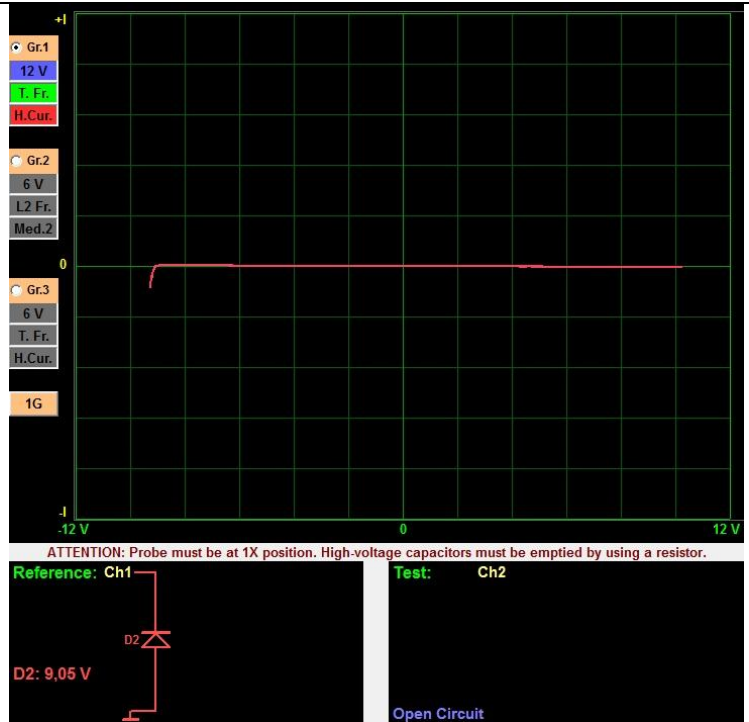 +I
Gr.1
12 V
T. Fr.
H.Cur.
Gr.2
6 V
L2 Fr.
Med.2
0
Gr.3
6 V
T. Fr.
H.Cur.
1G
-I
-12 V
0
12 V
ATTENTION: Probe must be at 1X position. High-voltage capacitors must be emptied by using a resistor.
Reference: Ch1
D2
D2: 9,05 V
Test: Ch2
Open Circuit